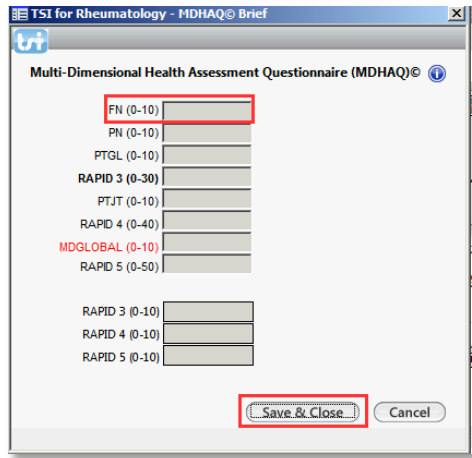 TSI for Rheumatology - MDHAQ© Brief
tsi
Multi-Dimensional Health Assessment Questionnaire (MDHAQ)©
FN (0-10)
PN (0-10)
PTGL (0-10)
RAPID 3 (0-30)
PTJT (0-10)
RAPID 4 (0-40)
MDGLOBAL (0-10)
RAPID 5 (0-50)
RAPID 3 (0-10)
RAPID 4 (0-10)
RAPID 5 (0-10)
Save & Close Cancel